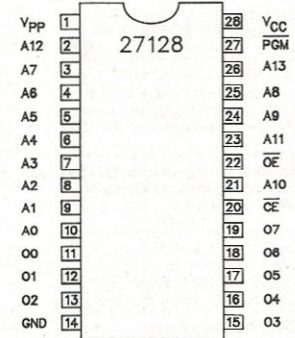 27128
VPP 1 28 VCC
A12 2 27 PGM
A7 3 26 A13
A6 4 25 A8
A5 5 24 A9
A4 6 23 A11
A3 7 22 OE
A2 8 21 A10
A1 9 20 CE
A0 10 19 O7
O0 11 18 O6
O1 12 17 O5
O2 13 16 O4
GND 14 15 O3